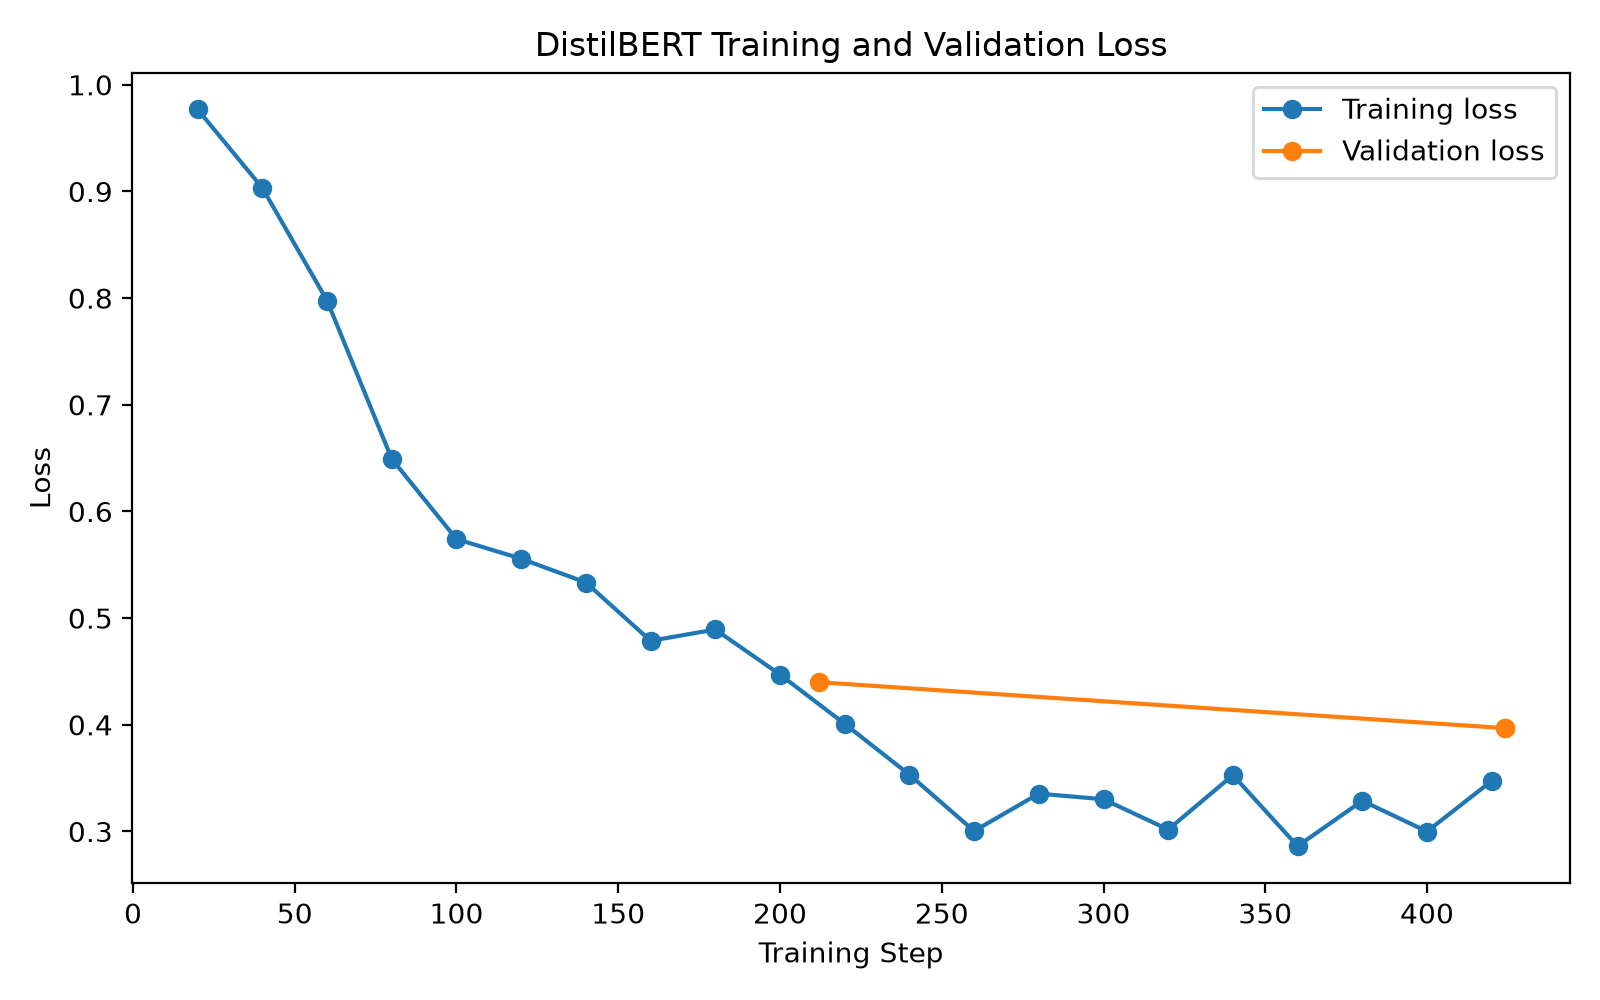 DistilBERT Training and Validation Loss
Training loss
Validation loss
1.0
0.9
0.8
0.7
0.6
0.5
0.4
0.3
Loss
0 50 100 150 200 250 300 350 400
Training Step